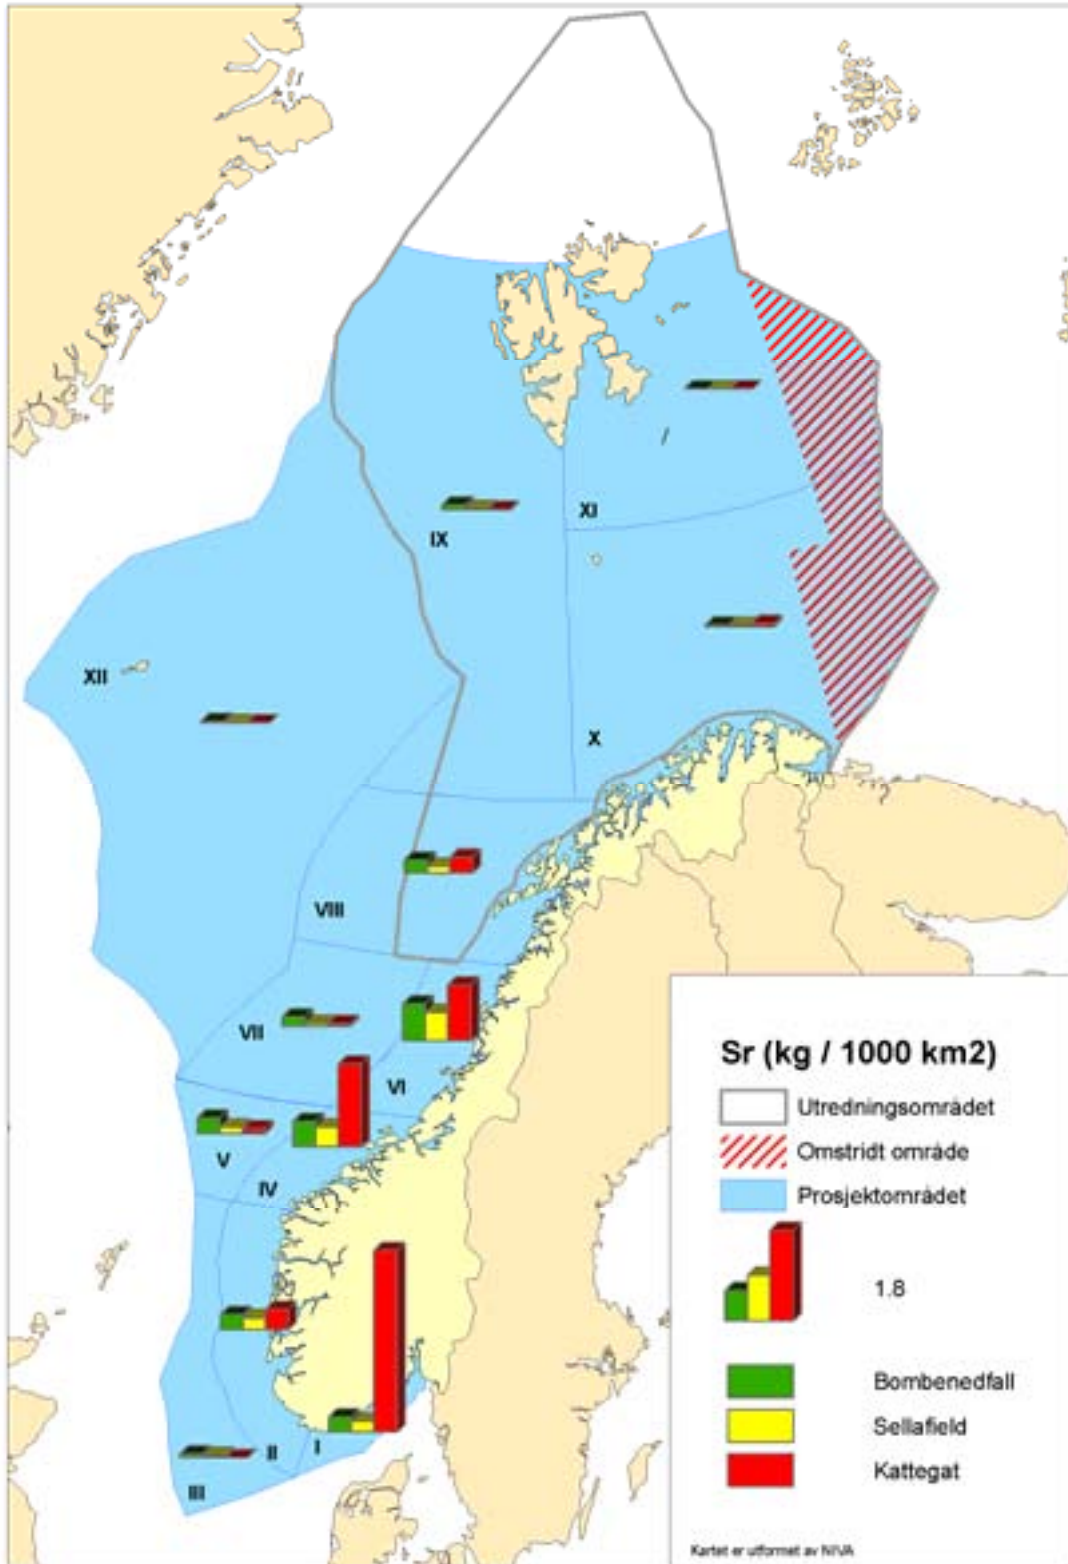 XI
IX
XII
X
VIII
VII
VI
V
IV
II
I
III
Sr (kg / 1000 km2)
Utredningsområdet
Omstridt område
Prosjektområdet
1.8
Bombenedfall
Sellafield
Kattegat
Kartet er utformet av NIVA